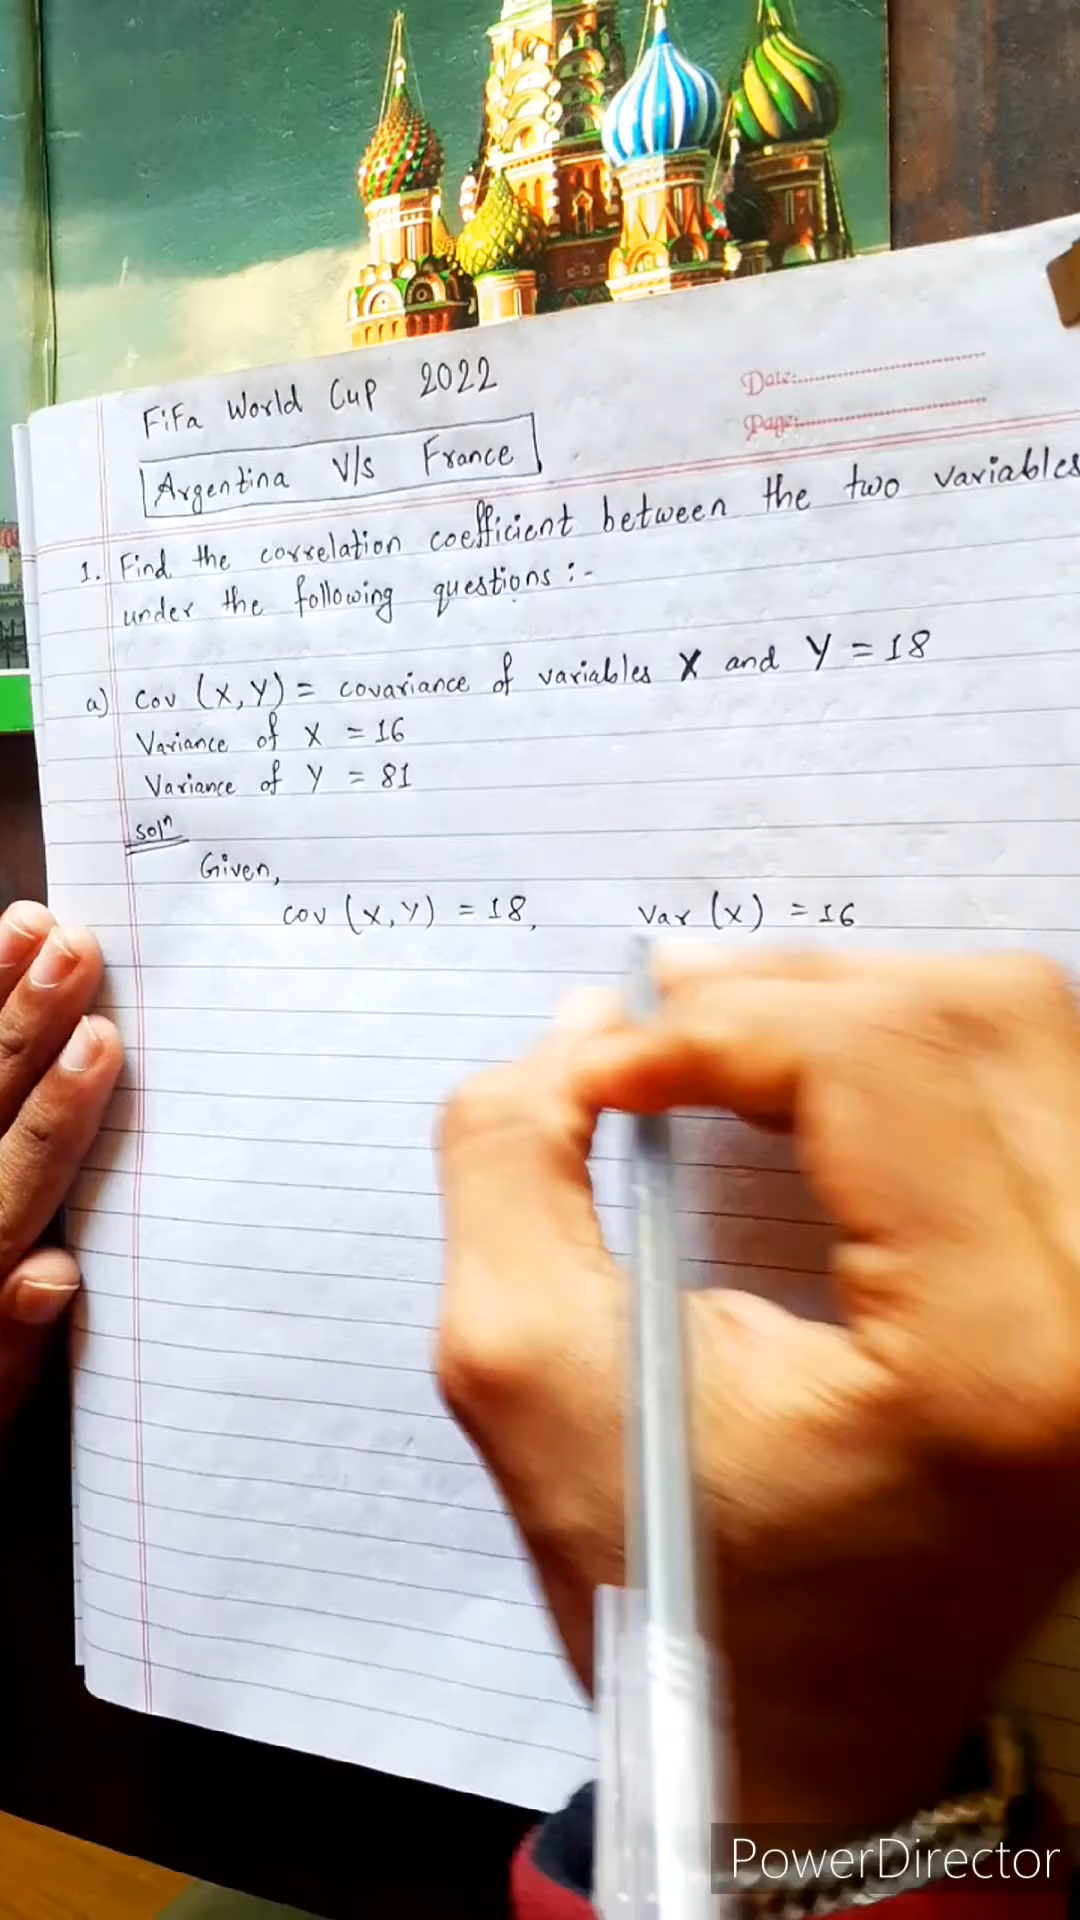 FiFa World Cup 2022
Date:
Argentina V/s France
Page:
1. Find the correlation coefficient between the two variables
under the following questions :-
a) Cov (X,Y) = covariance of variables X and Y = 18
Variance of X = 16
Variance of Y = 81
Solⁿ
Given,
cov (X,Y) = 18, Var (X) = 16
PowerDirector